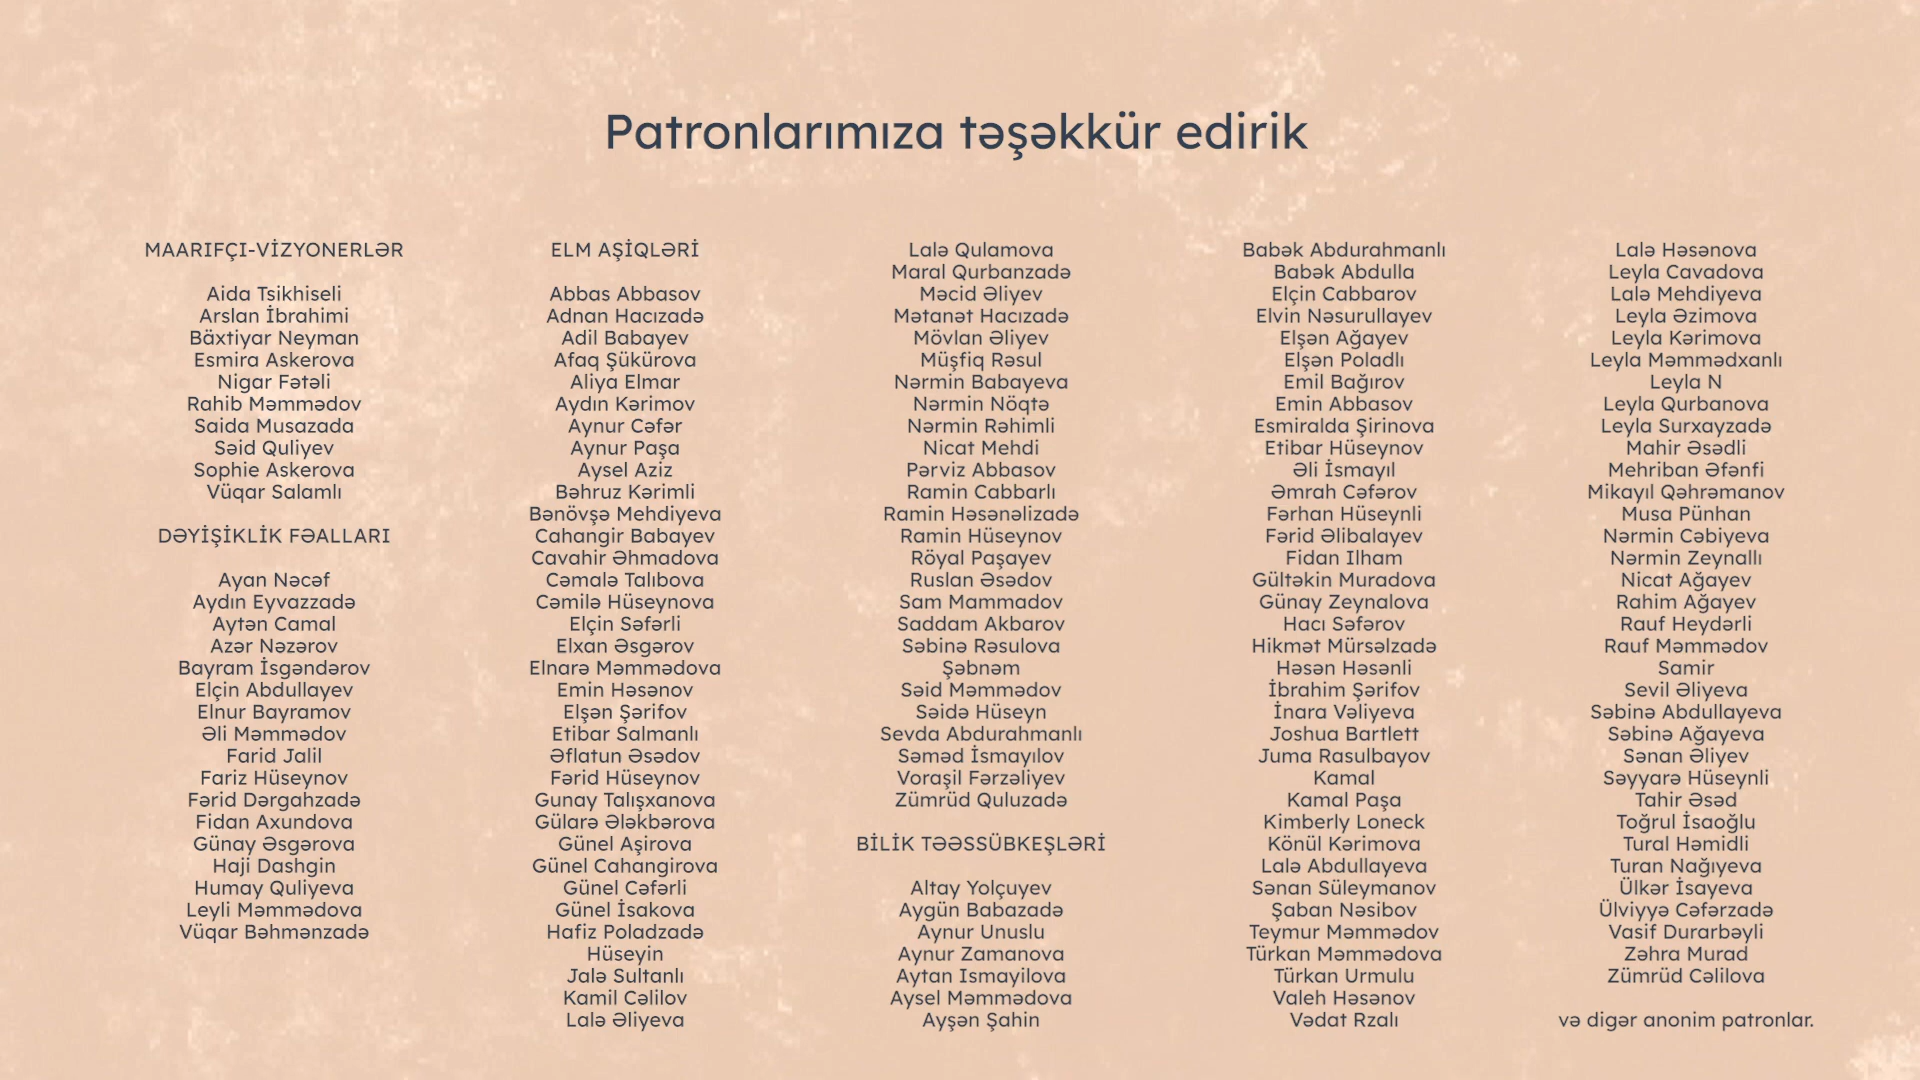 Patronlarımıza təşəkkür edirik
MAARIFÇI-VİZYONERLƏR
Aida Tsikhiseli
Arslan İbrahimi
Bäxtiyar Neyman
Esmira Askerova
Nigar Fətəli
Rahib Məmmədov
Saida Musazada
Səid Quliyev
Sophie Askerova
Vüqar Salamlı
DƏYİŞİKLİK FƏALLARI
Ayan Nəcəf
Aydın Eyvazzadə
Aytən Camal
Azər Nəzərov
Bayram İsgəndərov
Elçin Abdullayev
Elnur Bayramov
Əli Məmmədov
Farid Jalil
Fariz Hüseynov
Fərid Dərgahzadə
Fidan Axundova
Günay Əsgərova
Haji Dashgin
Humay Quliyeva
Leyli Məmmədova
Vüqar Bəhmənzadə
ELM AŞİQLƏRİ
Abbas Abbasov
Adnan Hacızadə
Adil Babayev
Afaq Şükürova
Aliya Elmar
Aydın Kərimov
Aynur Cəfər
Aynur Paşa
Aysel Aziz
Bəhruz Kərimli
Bənövşə Mehdiyeva
Cahangir Babayev
Cavahir Əhmadova
Cəmalə Talıbova
Cəmilə Hüseynova
Elçin Səfərli
Elxan Əsgərov
Elnarə Məmmədova
Emin Həsənov
Elşən Şərifov
Etibar Salmanlı
Əflatun Əsədov
Fərid Hüseynov
Gunay Talışxanova
Gülarə Ələkbərova
Günel Aşirova
Günel Cahangirova
Günel Cəfərli
Günel İsakova
Hafiz Poladzadə
Hüseyin
Jalə Sultanlı
Kamil Cəlilov
Lalə Əliyeva
Lalə Qulamova
Maral Qurbanzadə
Məcid Əliyev
Mətanət Hacızadə
Mövlan Əliyev
Müşfiq Rəsul
Nərmin Babayeva
Nərmin Nöqtə
Nərmin Rəhimli
Nicat Mehdi
Pərviz Abbasov
Ramin Cabbarlı
Ramin Həsənəlizadə
Ramin Hüseynov
Röyal Paşayev
Ruslan Əsədov
Sam Mammadov
Saddam Akbarov
Səbinə Rəsulova
Şəbnəm
Səid Məmmədov
Səidə Hüseyn
Sevda Abdurahmanlı
Səməd İsmayılov
Voraşil Fərzəliyev
Zümrüd Quluzadə
BİLİK TƏƏSSÜBKEŞLƏRİ
Altay Yolçuyev
Aygün Babazadə
Aynur Unuslu
Aynur Zamanova
Aytan Ismayilova
Aysel Məmmədova
Ayşən Şahin
Babək Abdurahmanlı
Babək Abdulla
Elçin Cabbarov
Elvin Nəsurullayev
Elşən Ağayev
Elşən Poladlı
Emil Bağırov
Emin Abbasov
Esmiralda Şirinova
Etibar Hüseynov
Əli İsmayıl
Əmrah Cəfərov
Fərhan Hüseynli
Fərid Əlibalayev
Fidan Ilham
Gültəkin Muradova
Günay Zeynalova
Hacı Səfərov
Hikmət Mürsəlzadə
Həsən Həsənli
İbrahim Şərifov
İnara Vəliyeva
Joshua Bartlett
Juma Rasulbayov
Kamal
Kamal Paşa
Kimberly Loneck
Könül Kərimova
Lalə Abdullayeva
Sənan Süleymanov
Şaban Nəsibov
Teymur Məmmədov
Türkan Məmmədova
Türkan Urmulu
Valeh Həsənov
Vədat Rzalı
Lalə Həsənova
Leyla Cavadova
Lalə Mehdiyeva
Leyla Əzimova
Leyla Kərimova
Leyla Məmmədxanlı
Leyla N
Leyla Qurbanova
Leyla Surxayzadə
Mahir Əsədli
Mehriban Əfənfi
Mikayıl Qəhrəmanov
Musa Pünhan
Nərmin Cəbiyeva
Nərmin Zeynallı
Nicat Ağayev
Rahim Ağayev
Rauf Heydərli
Rauf Məmmədov
Samir
Sevil Əliyeva
Səbinə Abdullayeva
Səbinə Ağayeva
Sənan Əliyev
Səyyarə Hüseynli
Tahir Əsəd
Toğrul İsaoğlu
Tural Həmidli
Turan Nağıyeva
Ülkər İsayeva
Ülviyyə Cəfərzadə
Vasif Durarbəyli
Zəhra Murad
Zümrüd Cəlilova
və digər anonim patronlar.